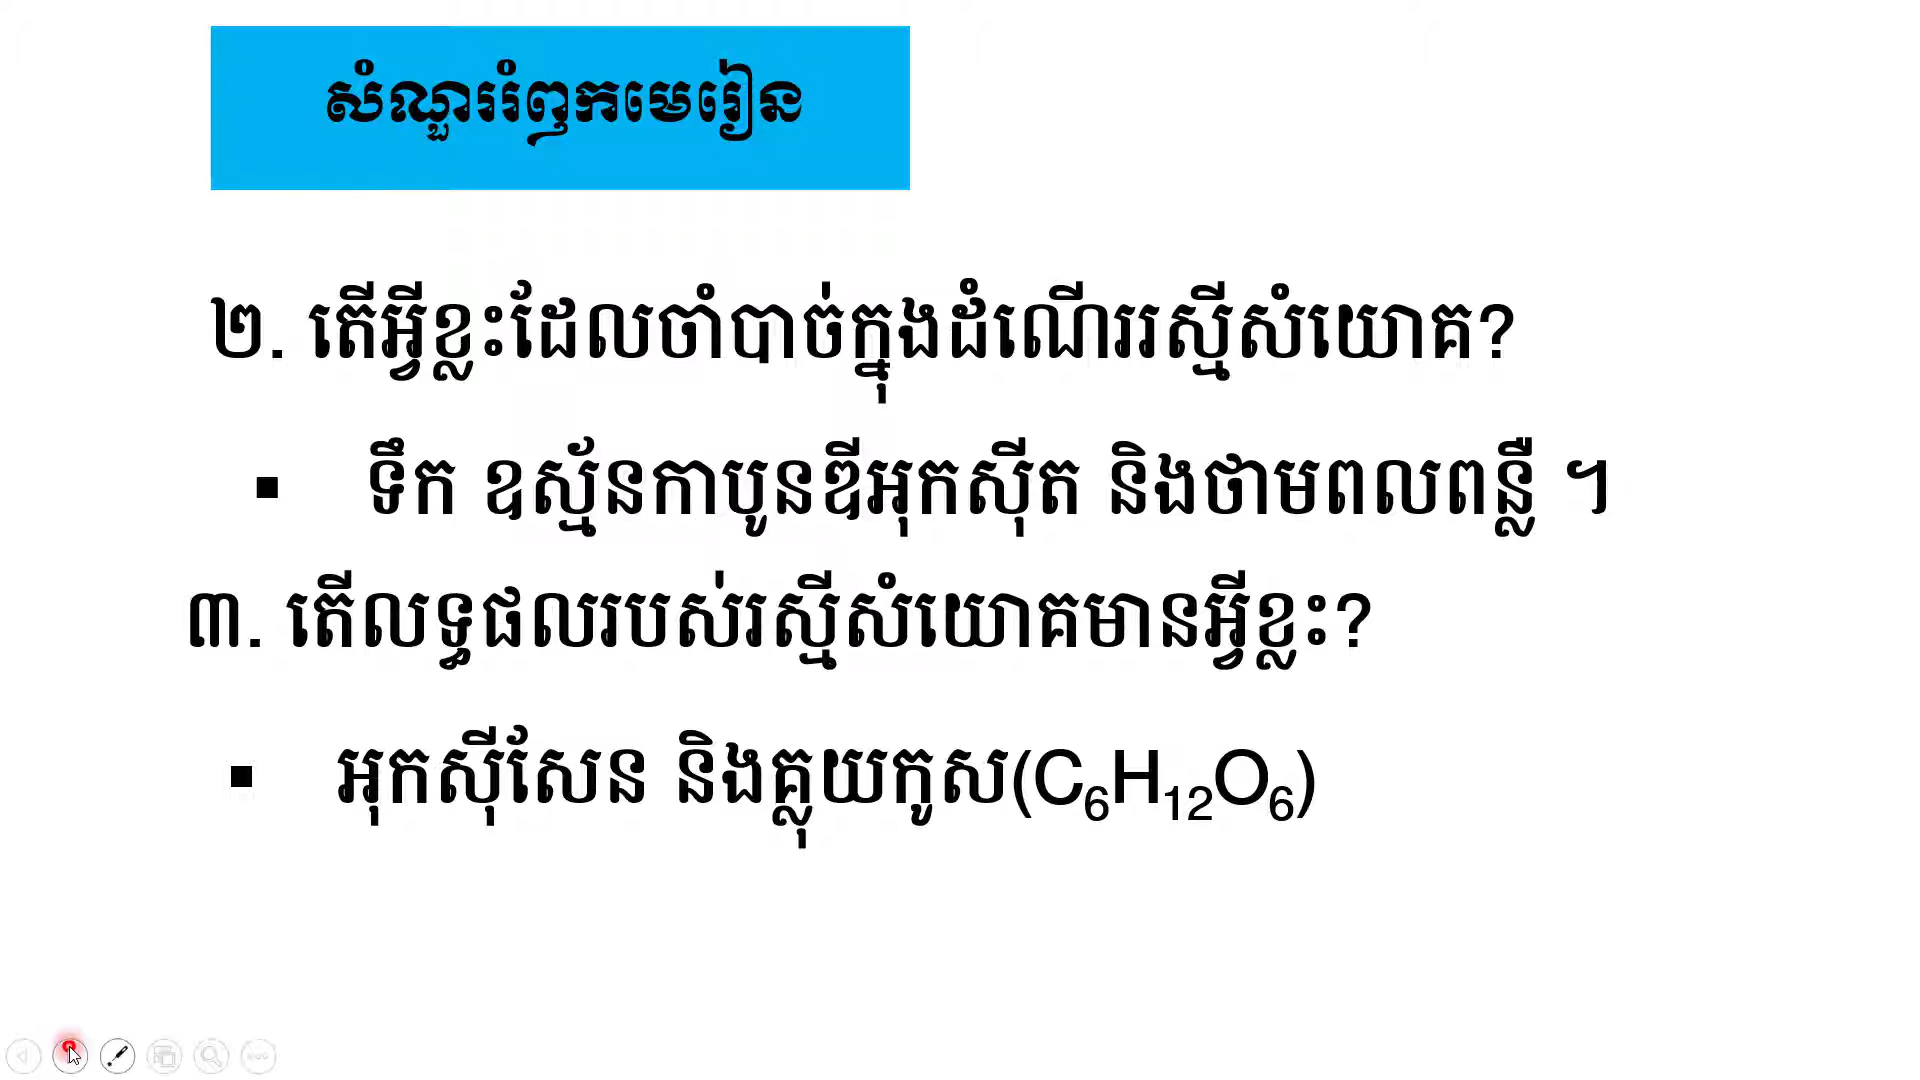 សំណួររំឭកមេរៀន
២. តើអ្វីខ្លះដែលចាំបាច់ក្នុងដំណើររស្មីសំយោគ?
▪ ទឹក ឧស្ម័នកាបូនឌីអុកស៊ីត និងថាមពលពន្លឺ ។
៣. តើលទ្ធផលរបស់រស្មីសំយោគមានអ្វីខ្លះ?
▪ អុកស៊ីសែន និងគ្លុយកូស(C₆H₁₂O₆)